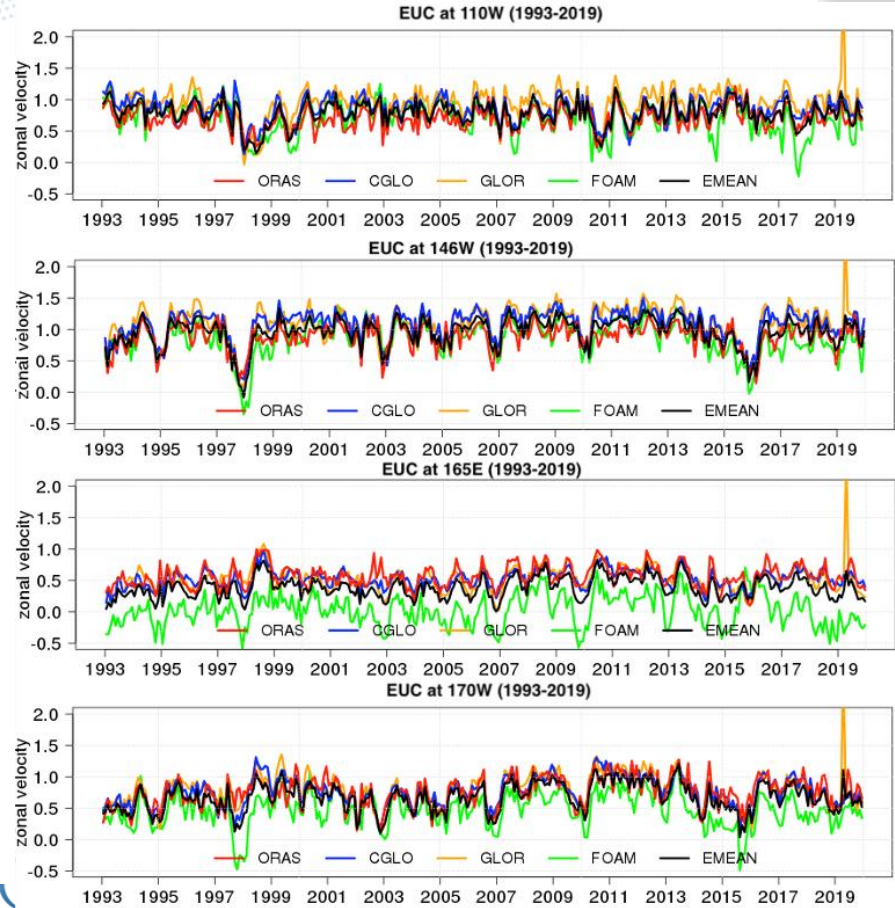 EUC at 110W (1993-2019)
zonal velocity
2.0
1.5
1.0
0.5
0.0
-0.5
ORAS CGLO GLOR FOAM EMEAN
1993 1995 1997 1999 2001 2003 2005 2007 2009 2011 2013 2015 2017 2019
EUC at 146W (1993-2019)
zonal velocity
2.0
1.5
1.0
0.5
0.0
-0.5
ORAS CGLO GLOR FOAM EMEAN
1993 1995 1997 1999 2001 2003 2005 2007 2009 2011 2013 2015 2017 2019
EUC at 165E (1993-2019)
zonal velocity
2.0
1.5
1.0
0.5
0.0
-0.5
ORAS CGLO GLOR FOAM EMEAN
1993 1995 1997 1999 2001 2003 2005 2007 2009 2011 2013 2015 2017 2019
EUC at 170W (1993-2019)
zonal velocity
2.0
1.5
1.0
0.5
0.0
-0.5
ORAS CGLO GLOR FOAM EMEAN
1993 1995 1997 1999 2001 2003 2005 2007 2009 2011 2013 2015 2017 2019